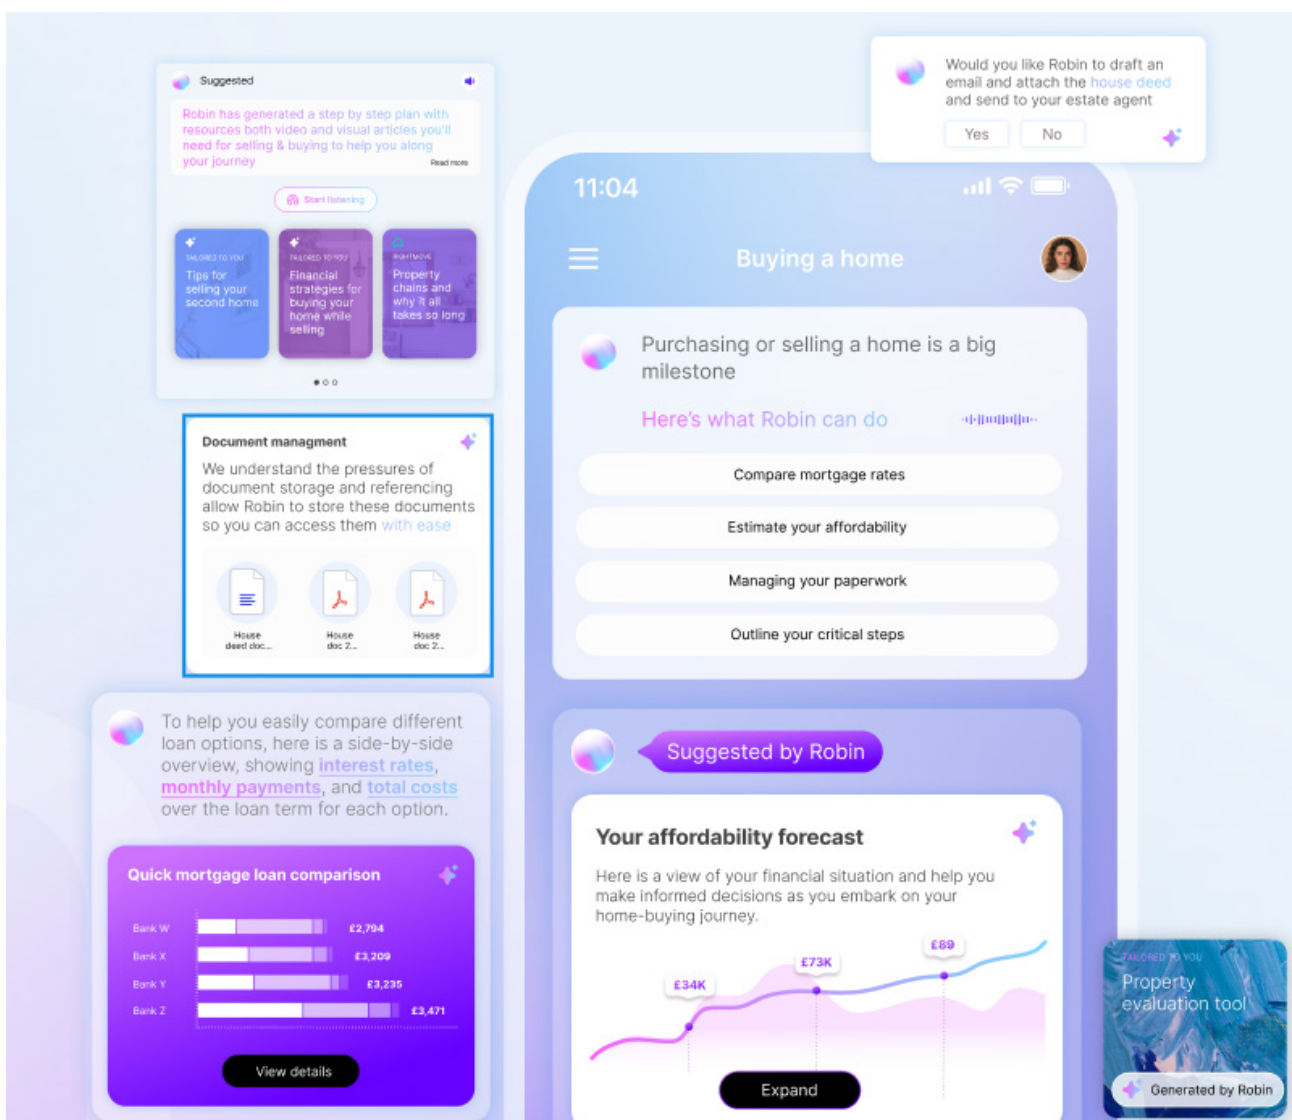 Suggested
Robin has generated a step by step plan with
resources both video and visual articles you'll
need for selling & buying to help you along
your journey
Read more
Start listening
TAILORED TO YOU
Tips for
selling your
second home
TAILORED TO YOU
Financial
strategies for
buying your
home while
selling
RIGHTMOVE
Property
chains and
why it all
takes so long
Document managment
We understand the pressures of
document storage and referencing
allow Robin to store these documents
so you can access them with ease
House
deed doc...
House
doc 2...
House
doc 2...
To help you easily compare different
loan options, here is a side-by-side
overview, showing interest rates,
monthly payments, and total costs
over the loan term for each option.
Quick mortgage loan comparison
Bank W £2,794
Bank X £3,209
Bank Y £3,235
Bank Z £3,471
View details
Would you like Robin to draft an
email and attach the house deed
and send to your estate agent
Yes No
11:04
Buying a home
Purchasing or selling a home is a big
milestone
Here's what Robin can do
Compare mortgage rates
Estimate your affordability
Managing your paperwork
Outline your critical steps
Suggested by Robin
Your affordability forecast
Here is a view of your financial situation and help you
make informed decisions as you embark on your
home-buying journey.
£34K
£73K
£89
Expand
TAILORED TO YOU
Property
evaluation tool
Generated by Robin